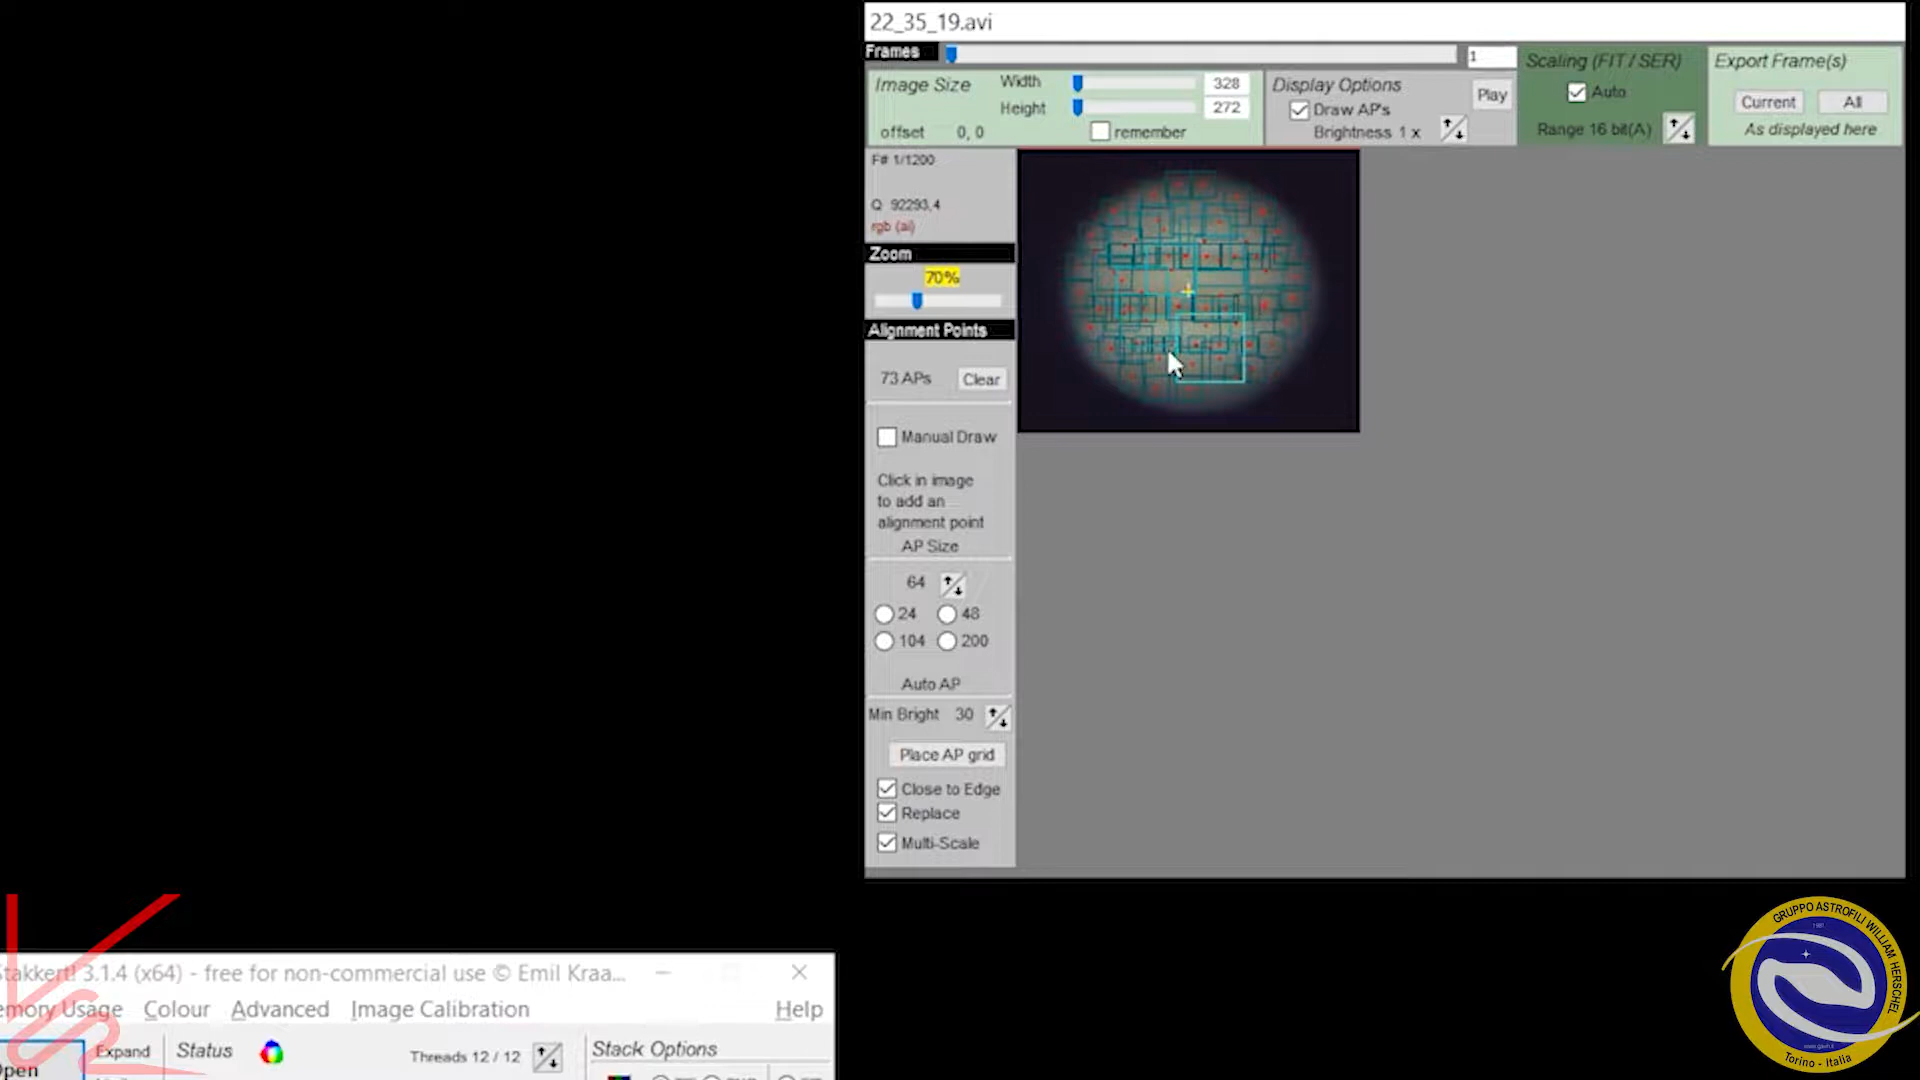 22_35_19.avi
Frames
1
Scaling (FIT / SER)
Auto
Range 16 bit(A)
Export Frame(s)
Current All
As displayed here
Image Size
Width 328
Height 272
offset 0, 0
remember
Display Options
Draw AP's
Brightness 1 x
Play
F# 1/1200
Q 92293,4
rgb (ai)
Zoom
70%
Alignment Points
73 APs Clear
Manual Draw
Click in image
to add an
alignment point
AP Size
64
24 48
104 200
Auto AP
Min Bright 30
Place AP grid
Close to Edge
Replace
Multi-Scale
Stakkert! 3.1.4 (x64) - free for non-commercial use © Emil Kraa...
emory Usage Colour Advanced Image Calibration Help
Open
Expand
Status
Threads 12 / 12
Stack Options
GRUPPO ASTROFILI WILLIAM HERSCHEL
Torino - Italia